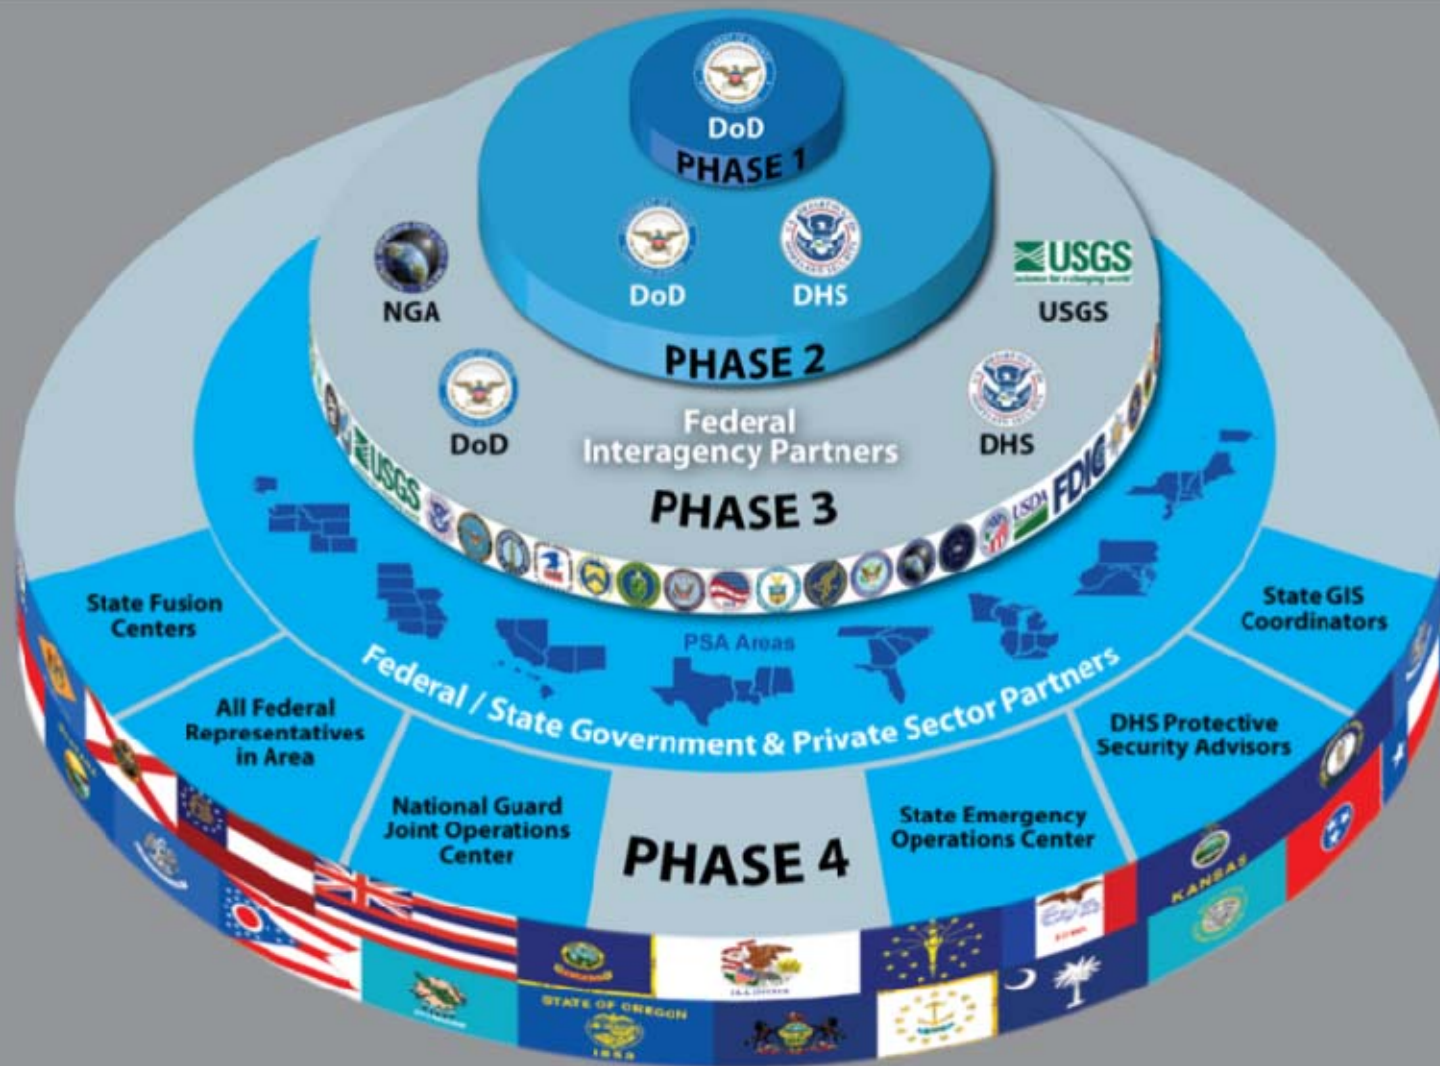 DoD
PHASE 1
DoD
DHS
PHASE 2
NGA
USGS
USGS
DoD
DHS
Federal
Interagency Partners
PHASE 3
USGS
USDA
FDIC
PSA Areas
Federal / State Government & Private Sector Partners
State Fusion
Centers
All Federal
Representatives
in Area
National Guard
Joint Operations
Center
PHASE 4
State Emergency
Operations Center
DHS Protective
Security Advisors
State GIS
Coordinators
KANSAS
STATE OF OREGON
1859